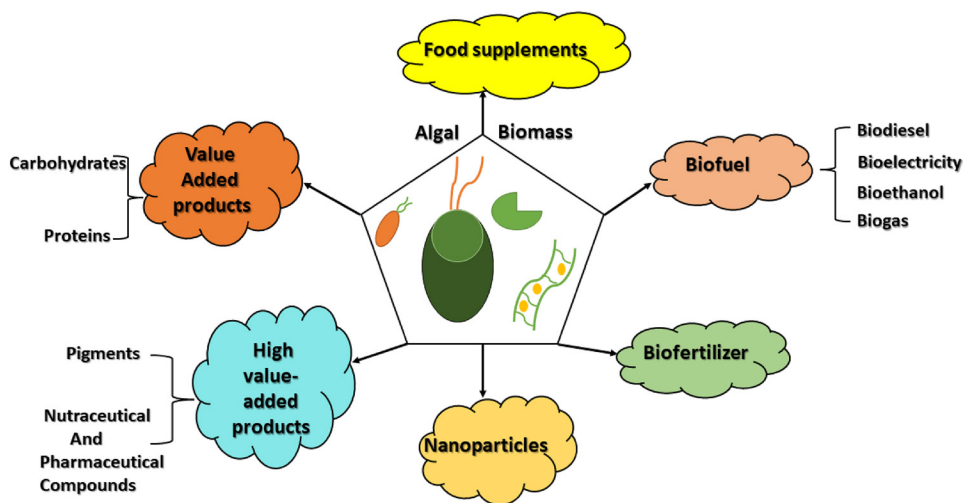 Food supplements
Algal Biomass
Value
Added
products
Carbohydrates
Proteins
Biofuel
Biodiesel
Bioelectricity
Bioethanol
Biogas
High
value-
added
products
Pigments
Nutraceutical
And
Pharmaceutical
Compounds
Nanoparticles
Biofertilizer